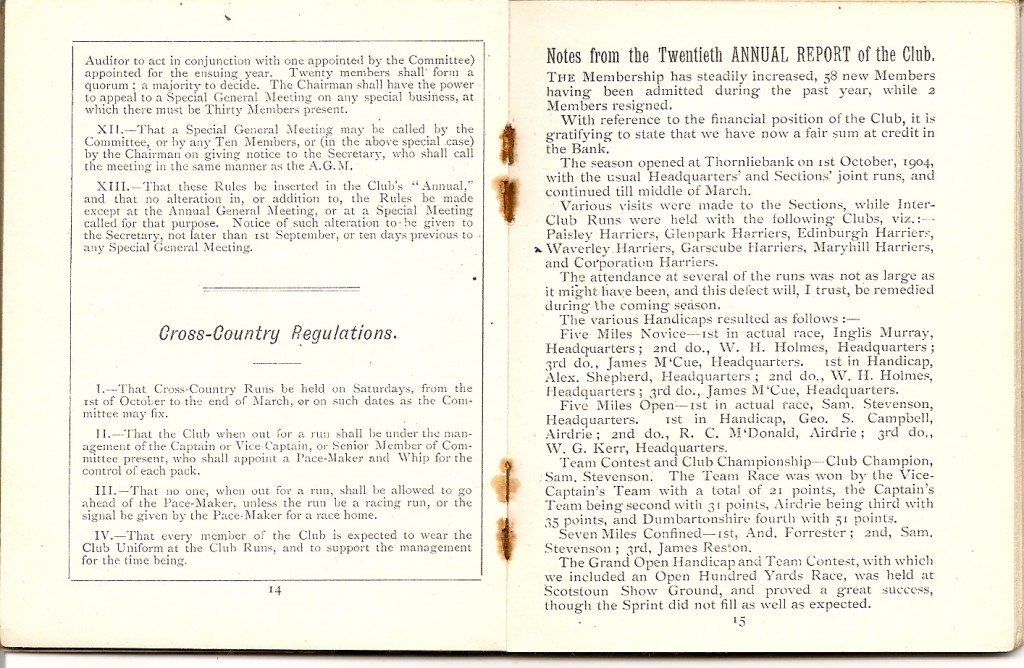 Auditor to act in conjunction with one appointed by the Committee)
appointed for the ensuing year. Twenty members shall form a
quorum ; a majority to decide. The Chairman shall have the power
to appeal to a Special General Meeting on any special business, at
which there must be Thirty Members present.
XII.—That a Special General Meeting may be called by the
Committee, or by any Ten Members, or (in the above special case)
by the Chairman on giving notice to the Secretary, who shall call
the meeting in the same manner as the A.G.M.
XIII.—That these Rules be inserted in the Club's “Annual,”
and that no alteration in, or addition to, the Rules be made
except at the Annual General Meeting, or at a Special Meeting
called for that purpose. Notice of such alteration to be given to
the Secretary, not later than 1st September, or ten days previous to
any Special General Meeting.
Cross-Country Regulations.
I.—That Cross-Country Runs be held on Saturdays, from the
1st of October to the end of March, or on such dates as the Com-
mittee may fix.
II.—That the Club when out for a run shall be under the man-
agement of the Captain or Vice-Captain, or Senior Member of Com-
mittee present, who shall appoint a Pace-Maker and Whip for the
control of each pack.
III.—That no one, when out for a run, shall be allowed to go
ahead of the Pace-Maker, unless the run be a racing run, or the
signal be given by the Pace-Maker for a race home.
IV.—That every member of the Club is expected to wear the
Club Uniform at the Club Runs, and to support the management
for the time being.
14
Notes from the Twentieth ANNUAL REPORT of the Club.
THE Membership has steadily increased, 58 new Members
having been admitted during the past year, while 2
Members resigned.
With reference to the financial position of the Club, it is
gratifying to state that we have now a fair sum at credit in
the Bank.
The season opened at Thornliebank on 1st October, 1904,
with the usual Headquarters' and Sections' joint runs, and
continued till middle of March.
Various visits were made to the Sections, while Inter-
Club Runs were held with the following Clubs, viz.:—
Paisley Harriers, Glenpark Harriers, Edinburgh Harriers,
Waverley Harriers, Garscube Harriers, Maryhill Harriers,
and Corporation Harriers.
The attendance at several of the runs was not as large as
it might have been, and this defect will, I trust, be remedied
during the coming season.
The various Handicaps resulted as follows :—
Five Miles Novice—1st in actual race, Inglis Murray,
Headquarters ; 2nd do., W. H. Holmes, Headquarters ;
3rd do., James M‘Cue, Headquarters. 1st in Handicap,
Alex. Shepherd, Headquarters ; 2nd do., W. H. Holmes,
Headquarters ; 3rd do., James M‘Cue, Headquarters.
Five Miles Open—1st in actual race, Sam. Stevenson,
Headquarters. 1st in Handicap, Geo. S. Campbell,
Airdrie ; 2nd do., R. C. M‘Donald, Airdrie ; 3rd do.,
W. G. Kerr, Headquarters.
Team Contest and Club Championship—Club Champion,
Sam. Stevenson. The Team Race was won by the Vice-
Captain's Team with a total of 21 points, the Captain's
Team being second with 31 points, Airdrie being third with
35 points, and Dumbartonshire fourth with 51 points.
Seven Miles Confined—1st, And. Forrester ; 2nd, Sam.
Stevenson ; 3rd, James Reston.
The Grand Open Handicap and Team Contest, with which
we included an Open Hundred Yards Race, was held at
Scotstoun Show Ground, and proved a great success,
though the Sprint did not fill as well as expected.
15